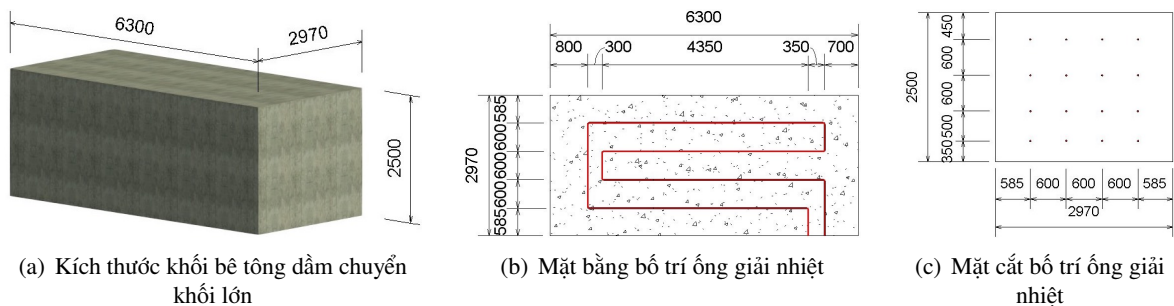 6300
2970
2500
(a) Kích thước khối bê tông dầm chuyển
khối lớn
6300
800 300 4350 350 700
2970
585
600
600
600
585
(b) Mặt bằng bố trí ống giải nhiệt
2500
450
600
600
500
350
585 600 600 600 585
2970
(c) Mặt cắt bố trí ống giải
nhiệt